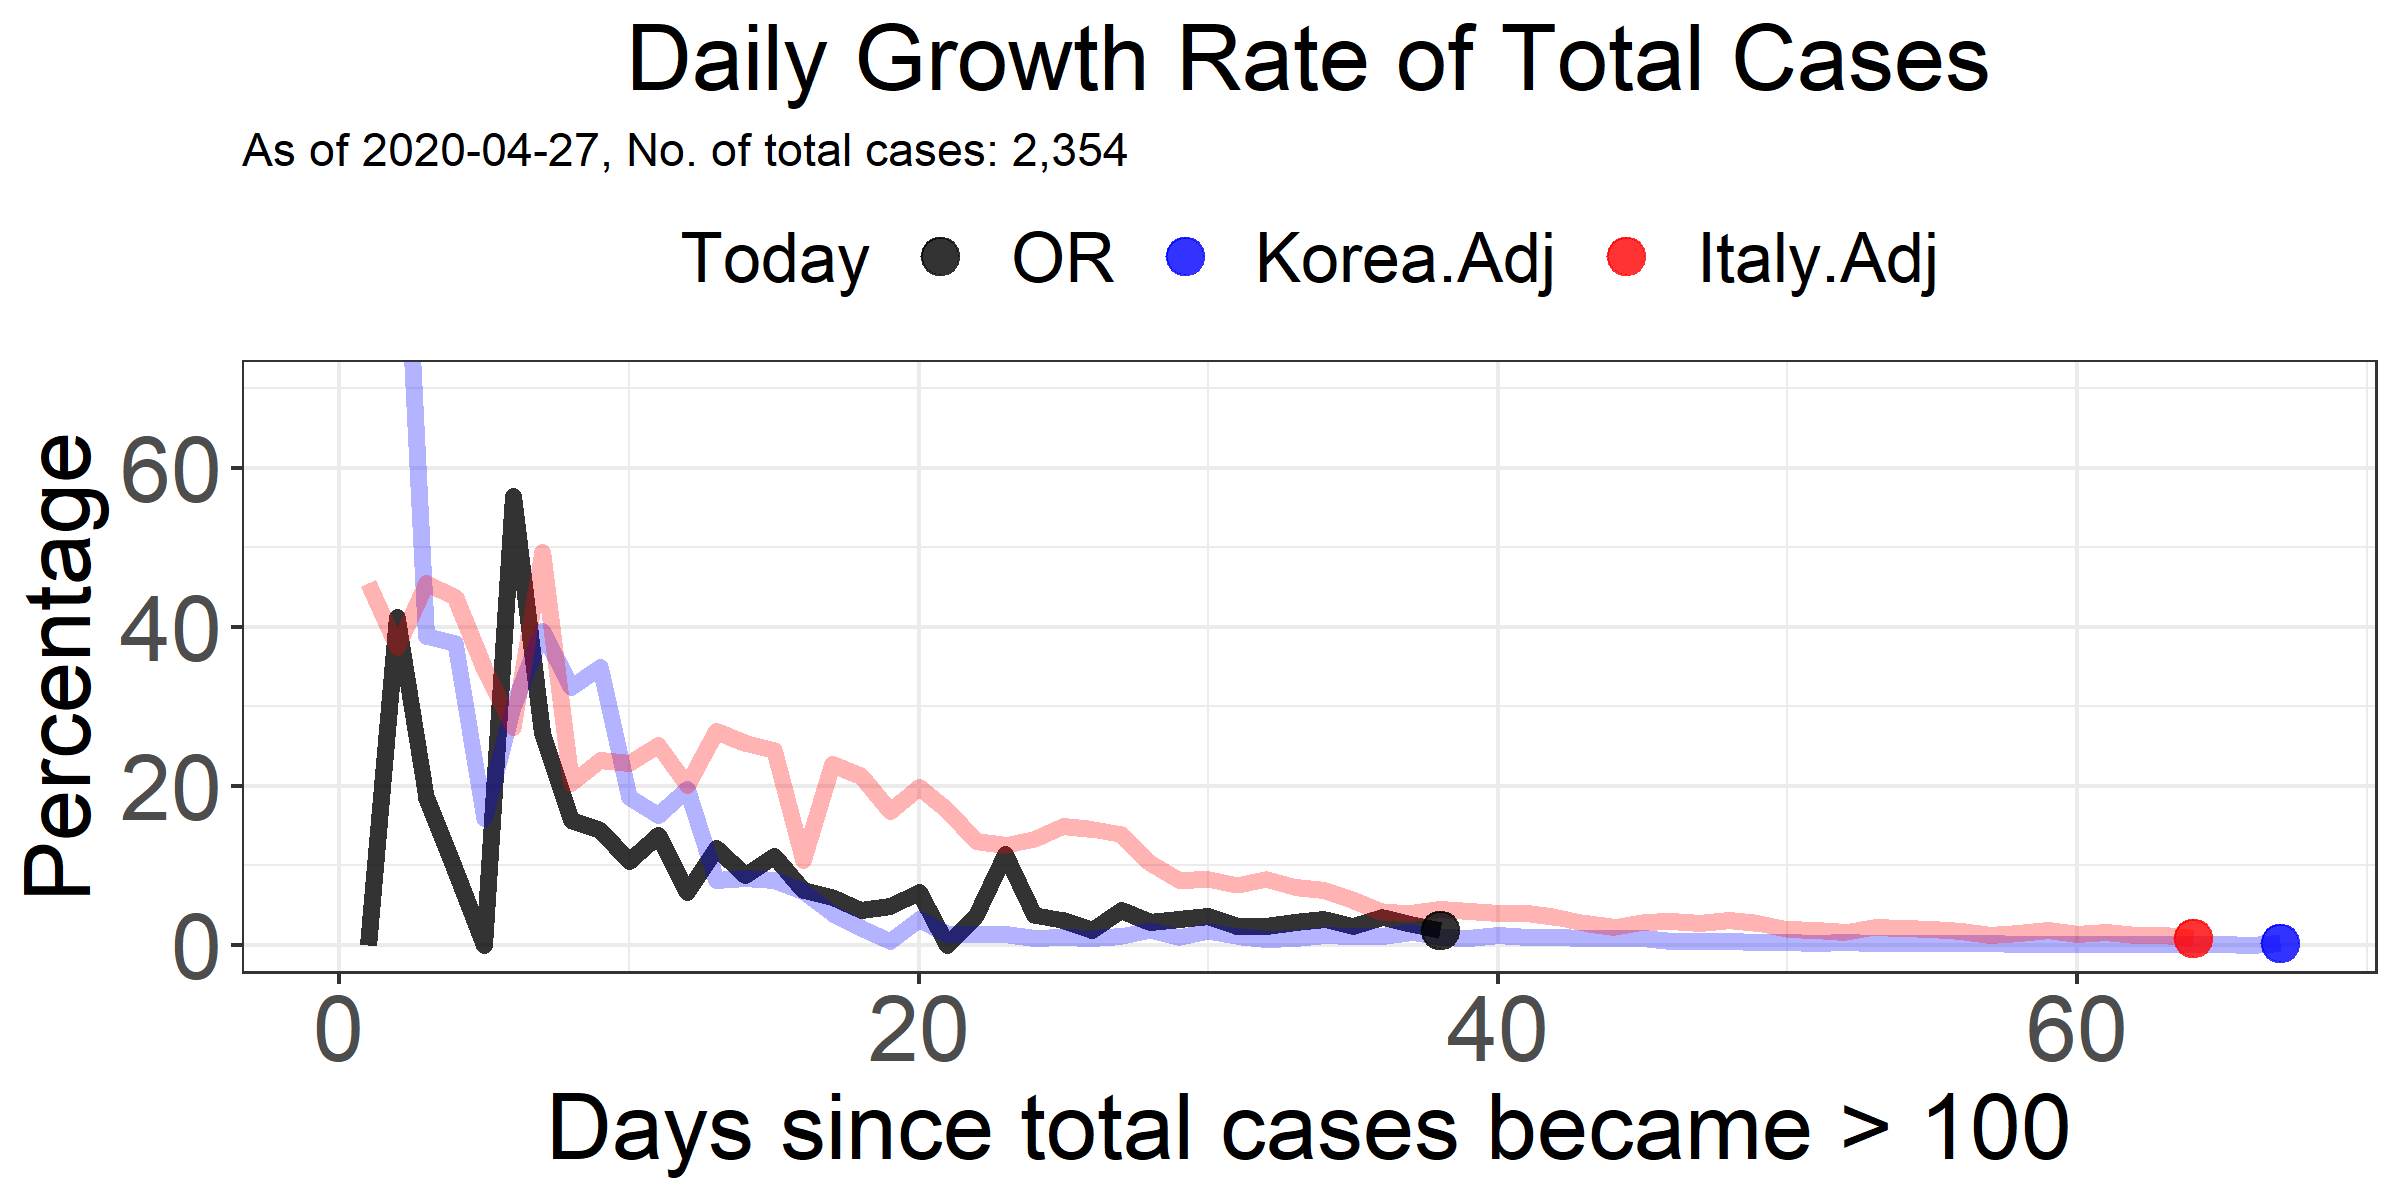 Daily Growth Rate of Total Cases
As of 2020-04-27, No. of total cases: 2,354
Today OR Korea.Adj Italy.Adj
Percentage
60
40
20
0
0 20 40 60
Days since total cases became > 100